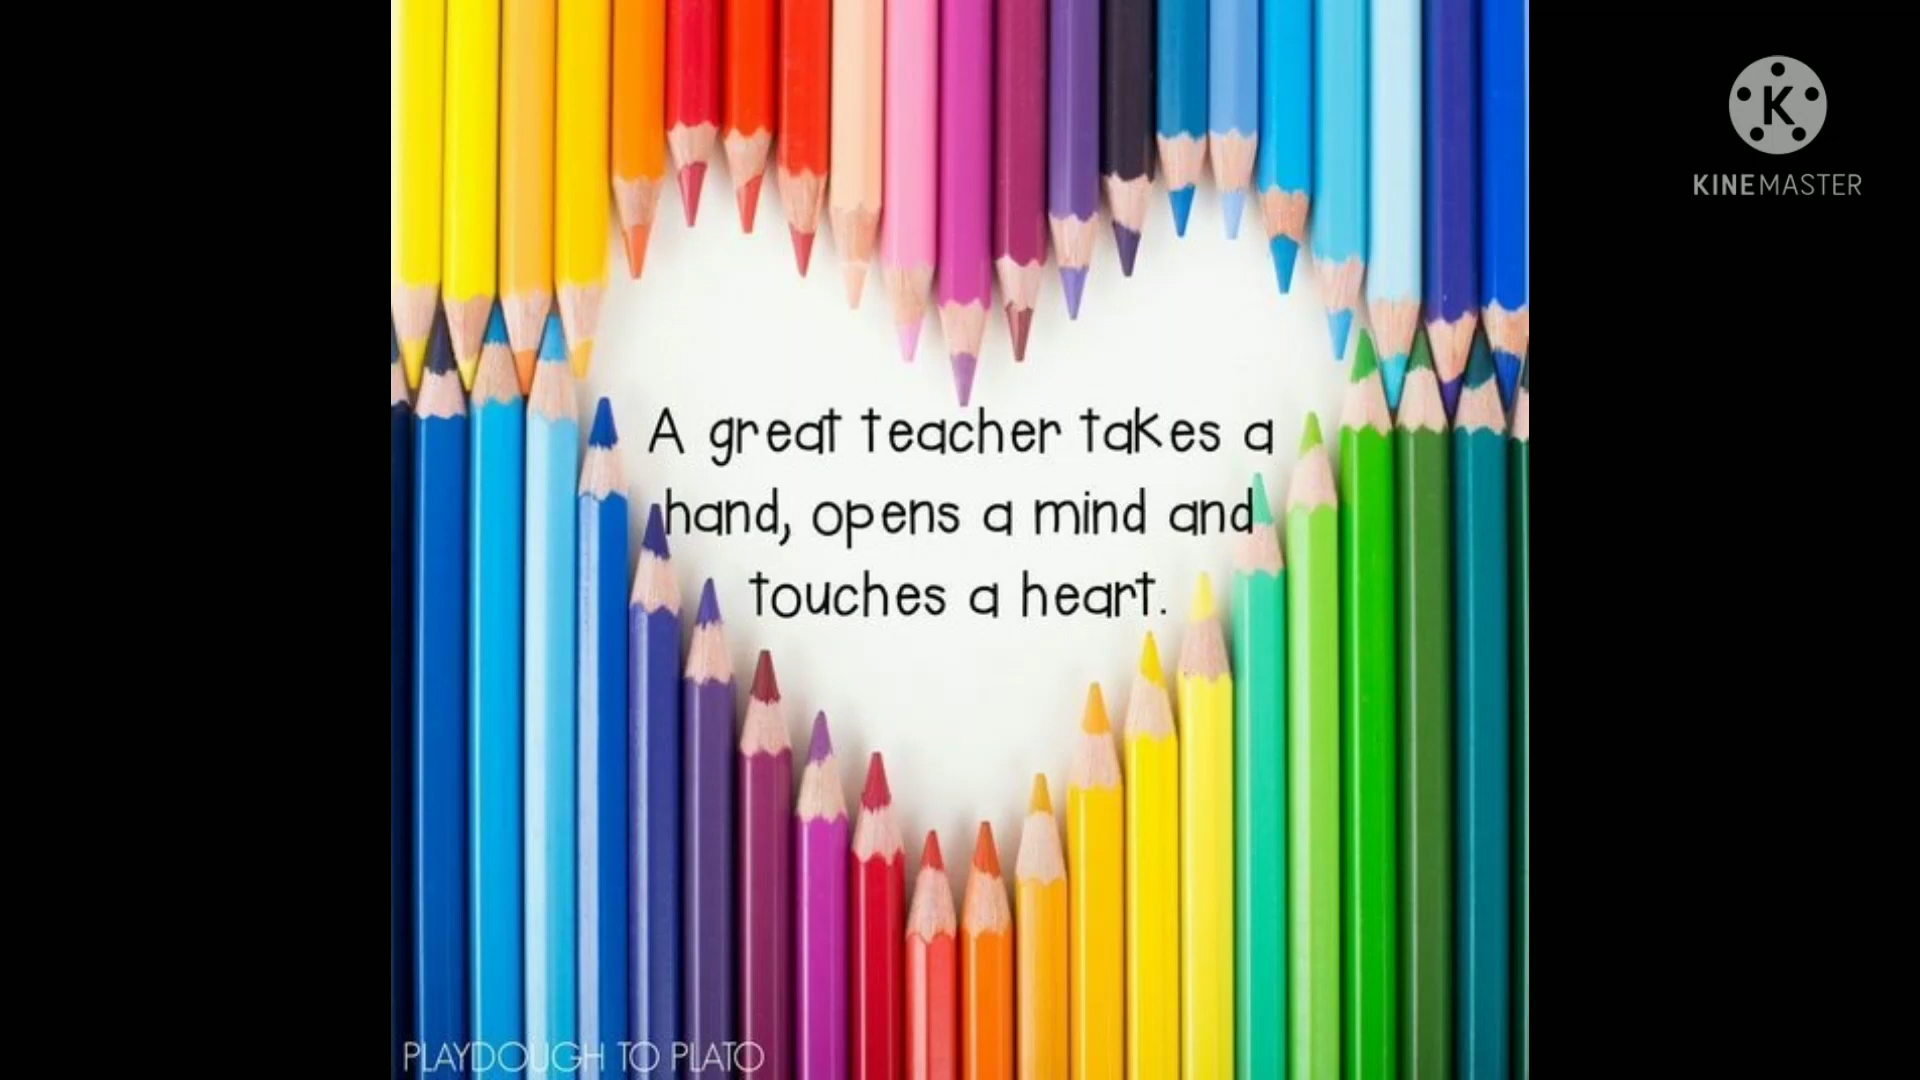 K
KINEMASTER
A great teacher takes a
hand, opens a mind and
touches a heart.
PLAYDOUGH TO PLATO